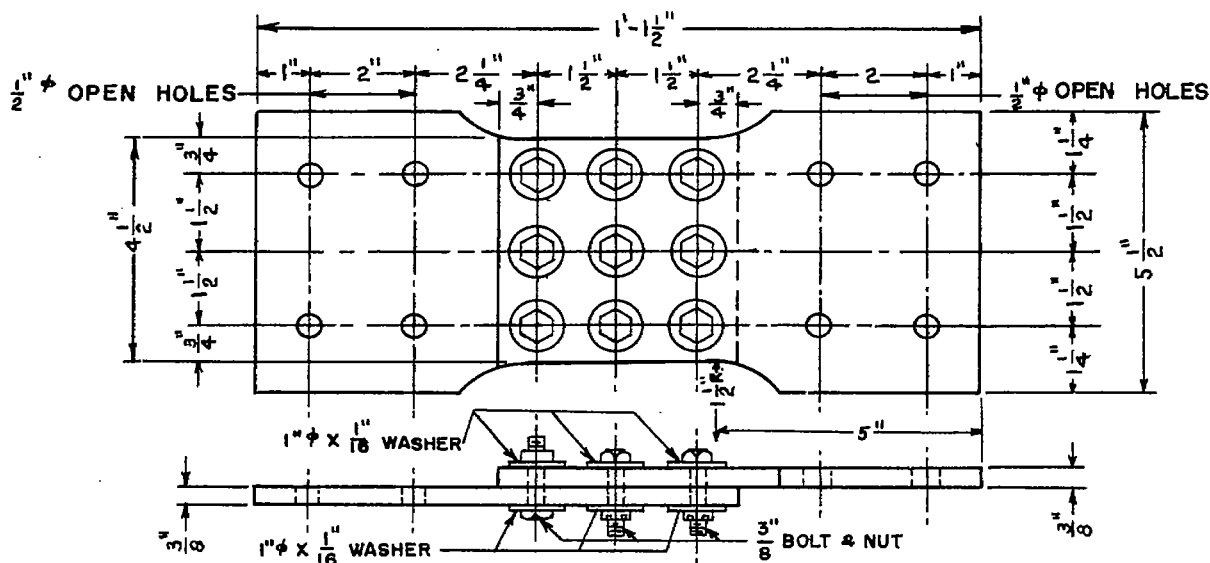 1'-1 1/2"
1" 2" 2 1/4" 1 1/2" 1 1/2" 2 1/4" 2 1"
1/2" φ OPEN HOLES
3/4" 3/4"
1/2" φ OPEN HOLES
3/4" 1 1/2" 1 1/2" 3/4"
4 1/2"
1 1/4" 1 1/2" 1 1/2" 1 1/4"
5 1/2"
1 1/2" R
5"
1" φ X 1/16" WASHER
3/8"
3/8"
1" φ X 1/16" WASHER
3/8" BOLT & NUT